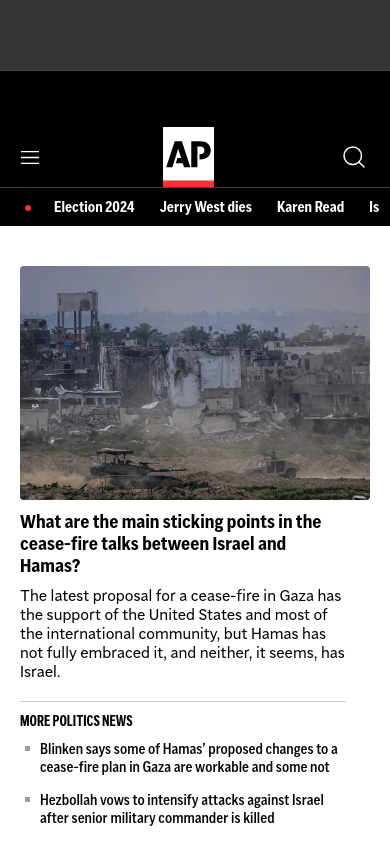 AP
Election 2024 Jerry West dies Karen Read Is
What are the main sticking points in the
cease-fire talks between Israel and
Hamas?
The latest proposal for a cease-fire in Gaza has
the support of the United States and most of
the international community, but Hamas has
not fully embraced it, and neither, it seems, has
Israel.
MORE POLITICS NEWS
Blinken says some of Hamas’ proposed changes to a
cease-fire plan in Gaza are workable and some not
Hezbollah vows to intensify attacks against Israel
after senior military commander is killed